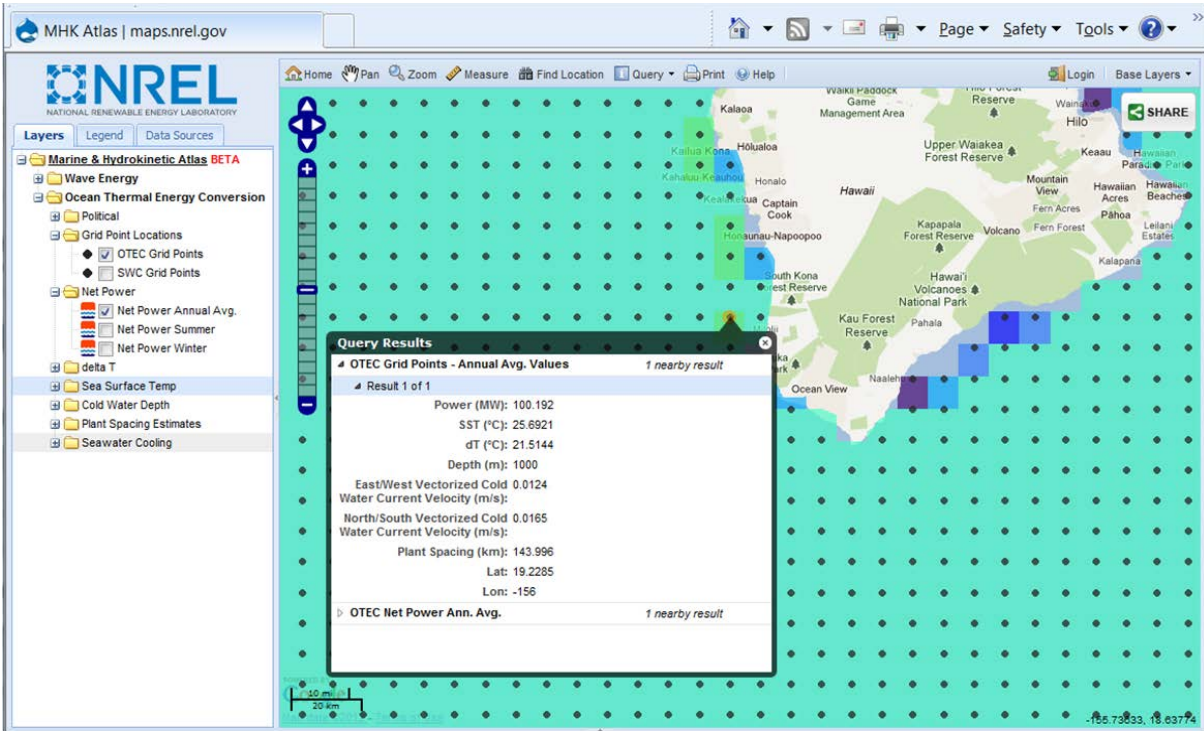 MHK Atlas | maps.nrel.gov
Page Safety Tools
NREL
NATIONAL RENEWABLE ENERGY LABORATORY
Home Pan Zoom Measure Find Location Query Print Help Login Base Layers
Layers Legend Data Sources
Marine & Hydrokinetic Atlas BETA
Wave Energy
Ocean Thermal Energy Conversion
Political
Grid Point Locations
OTEC Grid Points
SWC Grid Points
Net Power
Net Power Annual Avg.
Net Power Summer
Net Power Winter
delta T
Sea Surface Temp
Cold Water Depth
Plant Spacing Estimates
Seawater Cooling
SHARE
Kalaoa
Waikii Paddock
Game
Management Area
Reserve
Hilo
Kailua Kona
Hōlualoa
Upper Waiakea
Forest Reserve
Keaau
Hawaiian
Kahaluu Keauhou
Honalo
Hawaii
Mountain
View
Hawaiian
Acres
Hawaiian
Beaches
Captain
Cook
Fern Acres
Pāhoa
Honaunau-Napoopoo
Kapapala
Forest Reserve
Volcano
Fern Forest
Leilani
Estates
Kalapana
South Kona
Forest Reserve
Hawai'i
Volcanoes
National Park
Kau Forest
Reserve
Pahala
Ocean View
Query Results
OTEC Grid Points - Annual Avg. Values 1 nearby result
Result 1 of 1
Power (MW): 100.192
SST (°C): 25.6921
dT (°C): 21.5144
Depth (m): 1000
East/West Vectorized Cold 0.0124
Water Current Velocity (m/s):
North/South Vectorized Cold 0.0165
Water Current Velocity (m/s):
Plant Spacing (km): 143.996
Lat: 19.2285
Lon: -156
OTEC Net Power Ann. Avg. 1 nearby result
10 mi
20 km